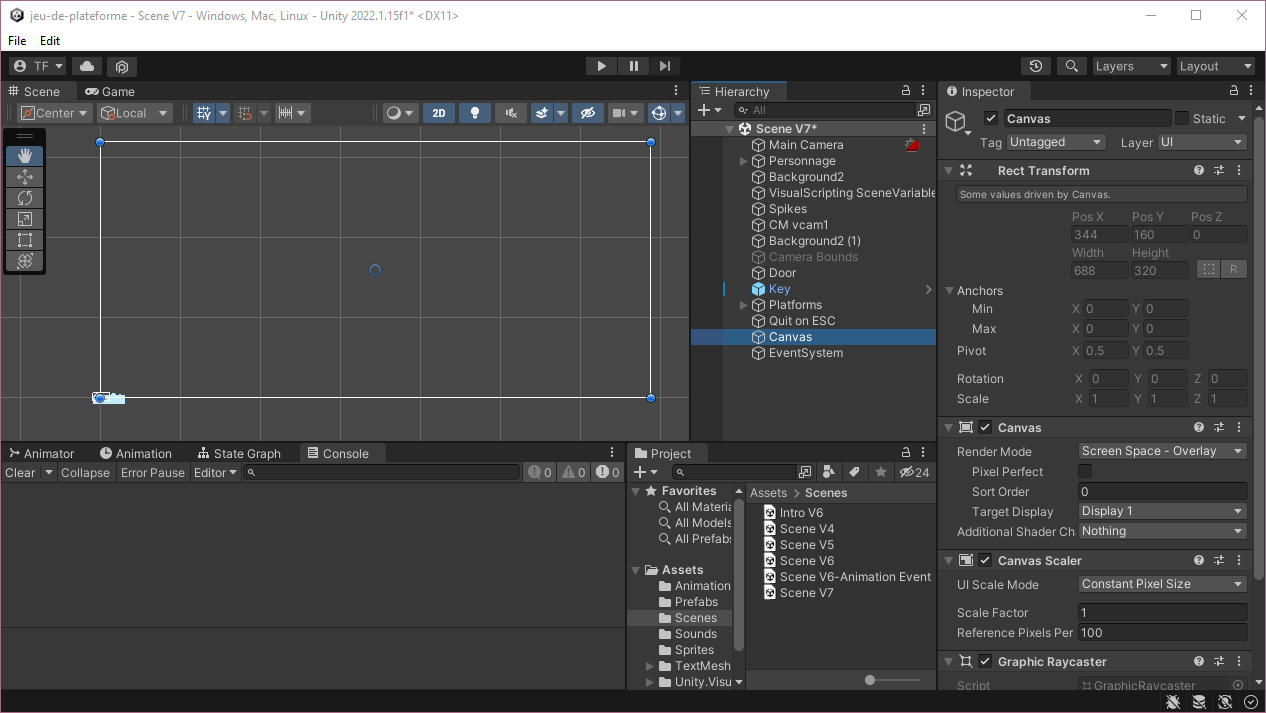 jeu-de-plateforme - Scene V7 - Windows, Mac, Linux - Unity 2022.1.15f1* <DX11>
File Edit
TF Layers Layout
Scene Game
Center Local 2D
Hierarchy
All
Scene V7*
Main Camera
Personnage
Background2
VisualScripting SceneVariable
Spikes
CM vcam1
Background2 (1)
Camera Bounds
Door
Key
Platforms
Quit on ESC
Canvas
EventSystem
Inspector
Canvas Static
Tag Untagged Layer UI
Rect Transform
Some values driven by Canvas.
Pos X Pos Y Pos Z
344 160 0
Width Height
688 320 R
Anchors
Min X 0 Y 0
Max X 0 Y 0
Pivot X 0.5 Y 0.5
Rotation X 0 Y 0 Z 0
Scale X 1 Y 1 Z 1
Canvas
Render Mode Screen Space - Overlay
Pixel Perfect
Sort Order 0
Target Display Display 1
Additional Shader Ch Nothing
Canvas Scaler
UI Scale Mode Constant Pixel Size
Scale Factor 1
Reference Pixels Per 100
Graphic Raycaster
Script GraphicRaycaster
Animator Animation State Graph Console
Clear Collapse Error Pause Editor 0 0 0
Project
24
Favorites
All Materia
All Models
All Prefabs
Assets
Animation
Prefabs
Scenes
Sounds
Sprites
TextMesh
Unity.Visu
Assets > Scenes
Intro V6
Scene V4
Scene V5
Scene V6
Scene V6-Animation Event
Scene V7